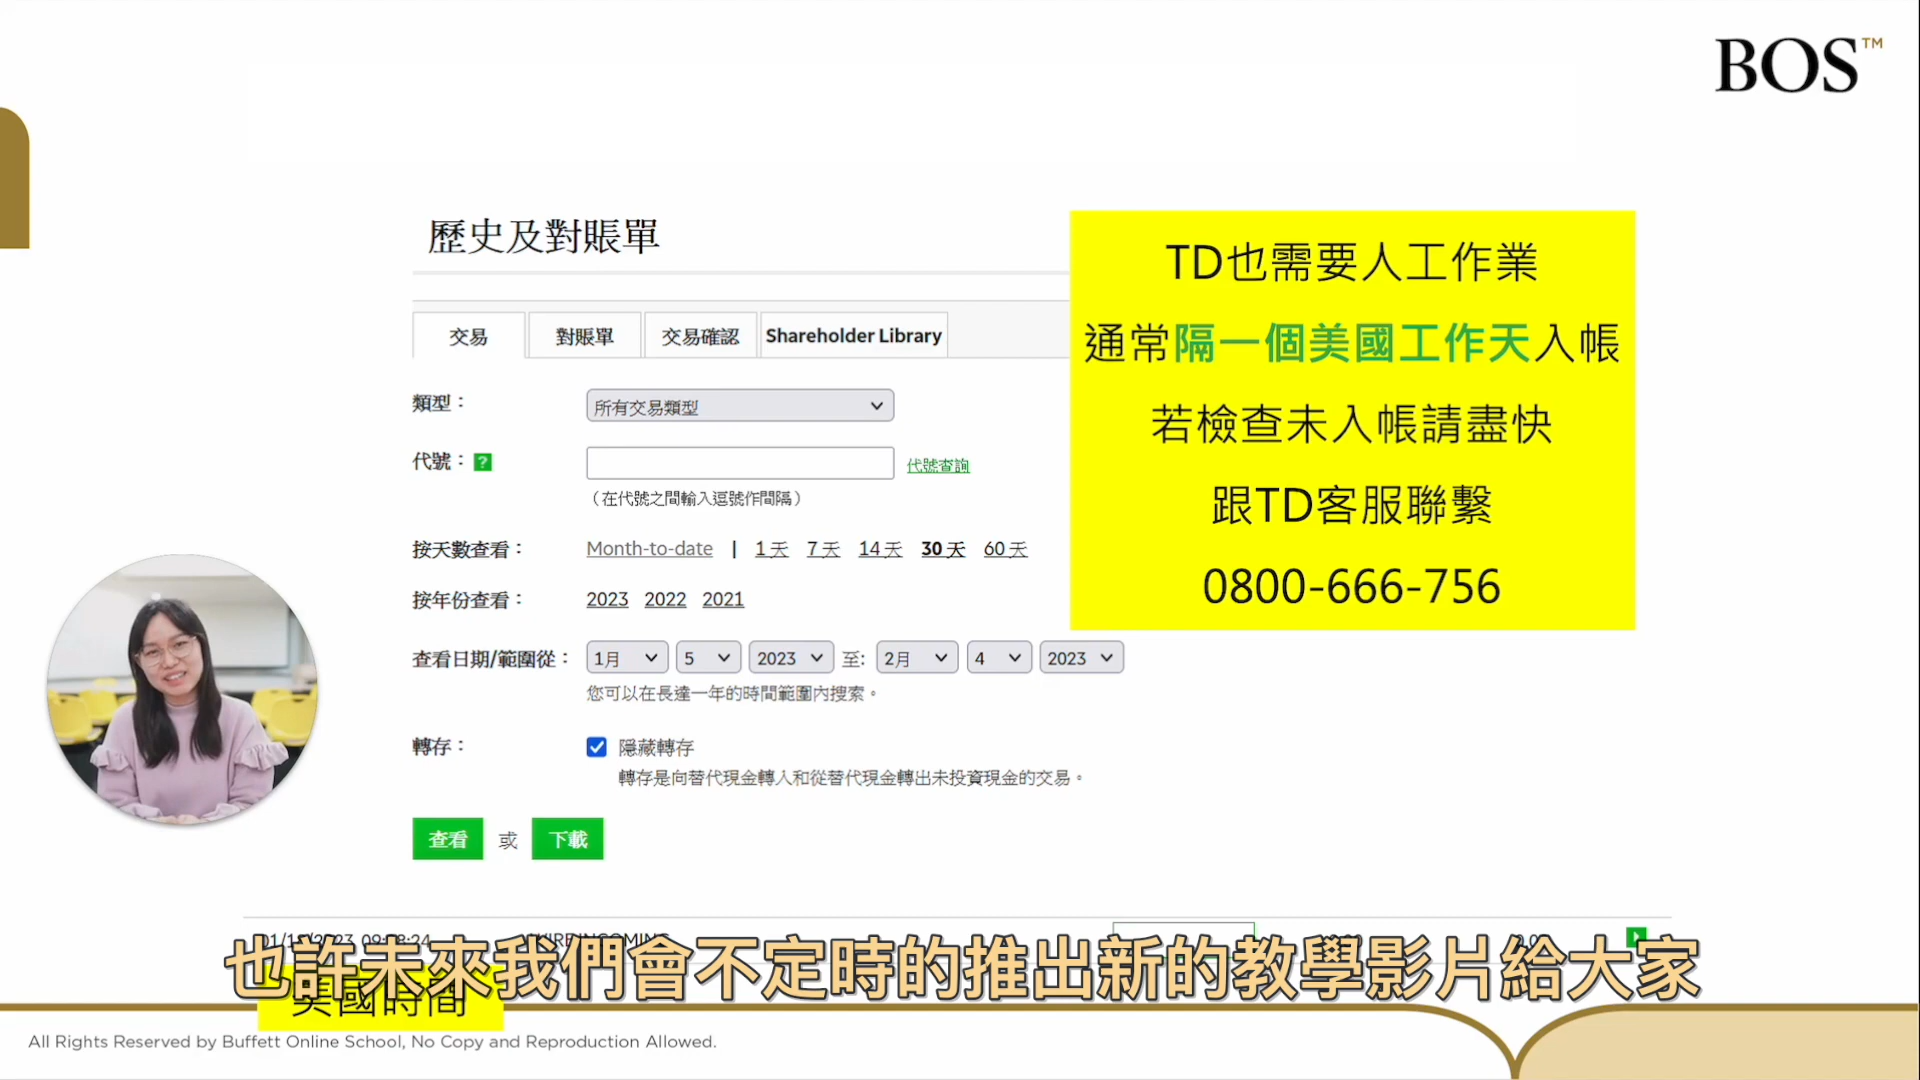 BOS™
歷史及對賬單
TD也需要人工作業
通常隔一個美國工作天入帳
若檢查未入帳請盡快
跟TD客服聯繫
0800-666-756
交易 對賬單 交易確認 Shareholder Library
類型： 所有交易類型
代號： ? 代號查詢
（在代號之間輸入逗號作間隔）
按天數查看： Month-to-date | 1 天 7 天 14 天 30 天 60 天
按年份查看： 2023 2022 2021
查看日期/範圍從： 1月 5 2023 至: 2月 4 2023
您可以在長達一年的時間範圍內搜索。
轉存： 隱藏轉存
轉存是向替代現金轉入和從替代現金轉出未投資現金的交易。
查看 或 下載
也許未來我們會不定時的推出新的教學影片給大家
美國時間
All Rights Reserved by Buffett Online School, No Copy and Reproduction Allowed.